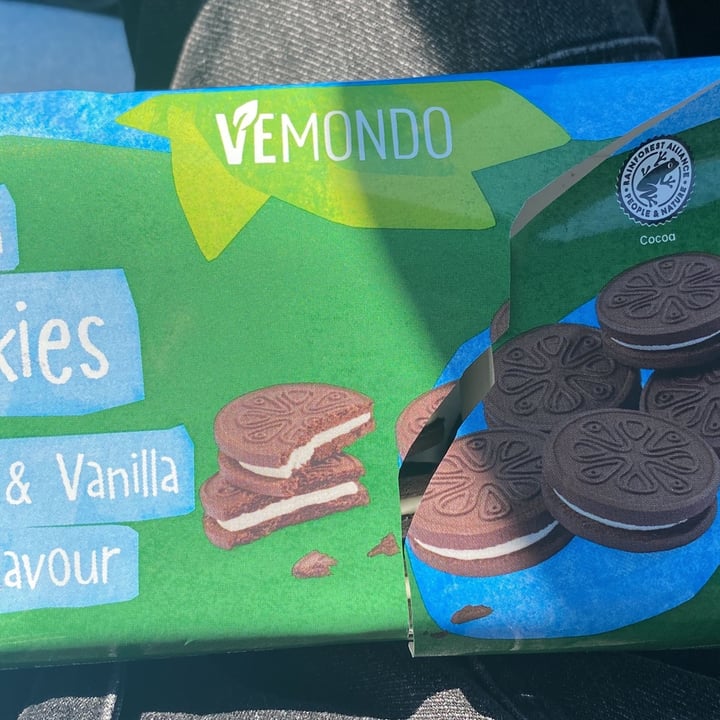 VEMONDO
RAINFOREST ALLIANCE
PEOPLE & NATURE
Cocoa
kies
& Vanilla
avour